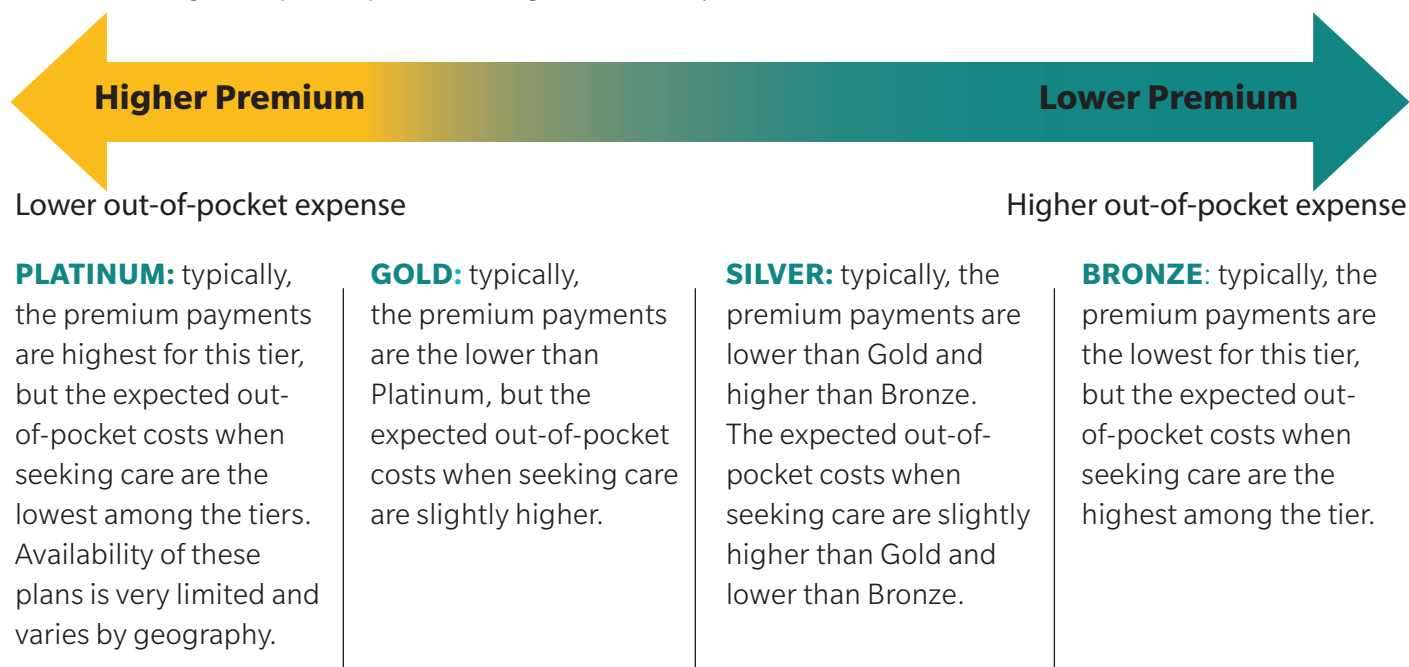 Higher Premium
Lower Premium
Lower out-of-pocket expense
Higher out-of-pocket expense
PLATINUM: typically,
the premium payments
are highest for this tier,
but the expected out-
of-pocket costs when
seeking care are the
lowest among the tiers.
Availability of these
plans is very limited and
varies by geography.
GOLD: typically,
the premium payments
are the lower than
Platinum, but the
expected out-of-pocket
costs when seeking care
are slightly higher.
SILVER: typically, the
premium payments are
lower than Gold and
higher than Bronze.
The expected out-of-
pocket costs when
seeking care are slightly
higher than Gold and
lower than Bronze.
BRONZE: typically, the
premium payments are
the lowest for this tier,
but the expected out-
of-pocket costs when
seeking care are the
highest among the tier.